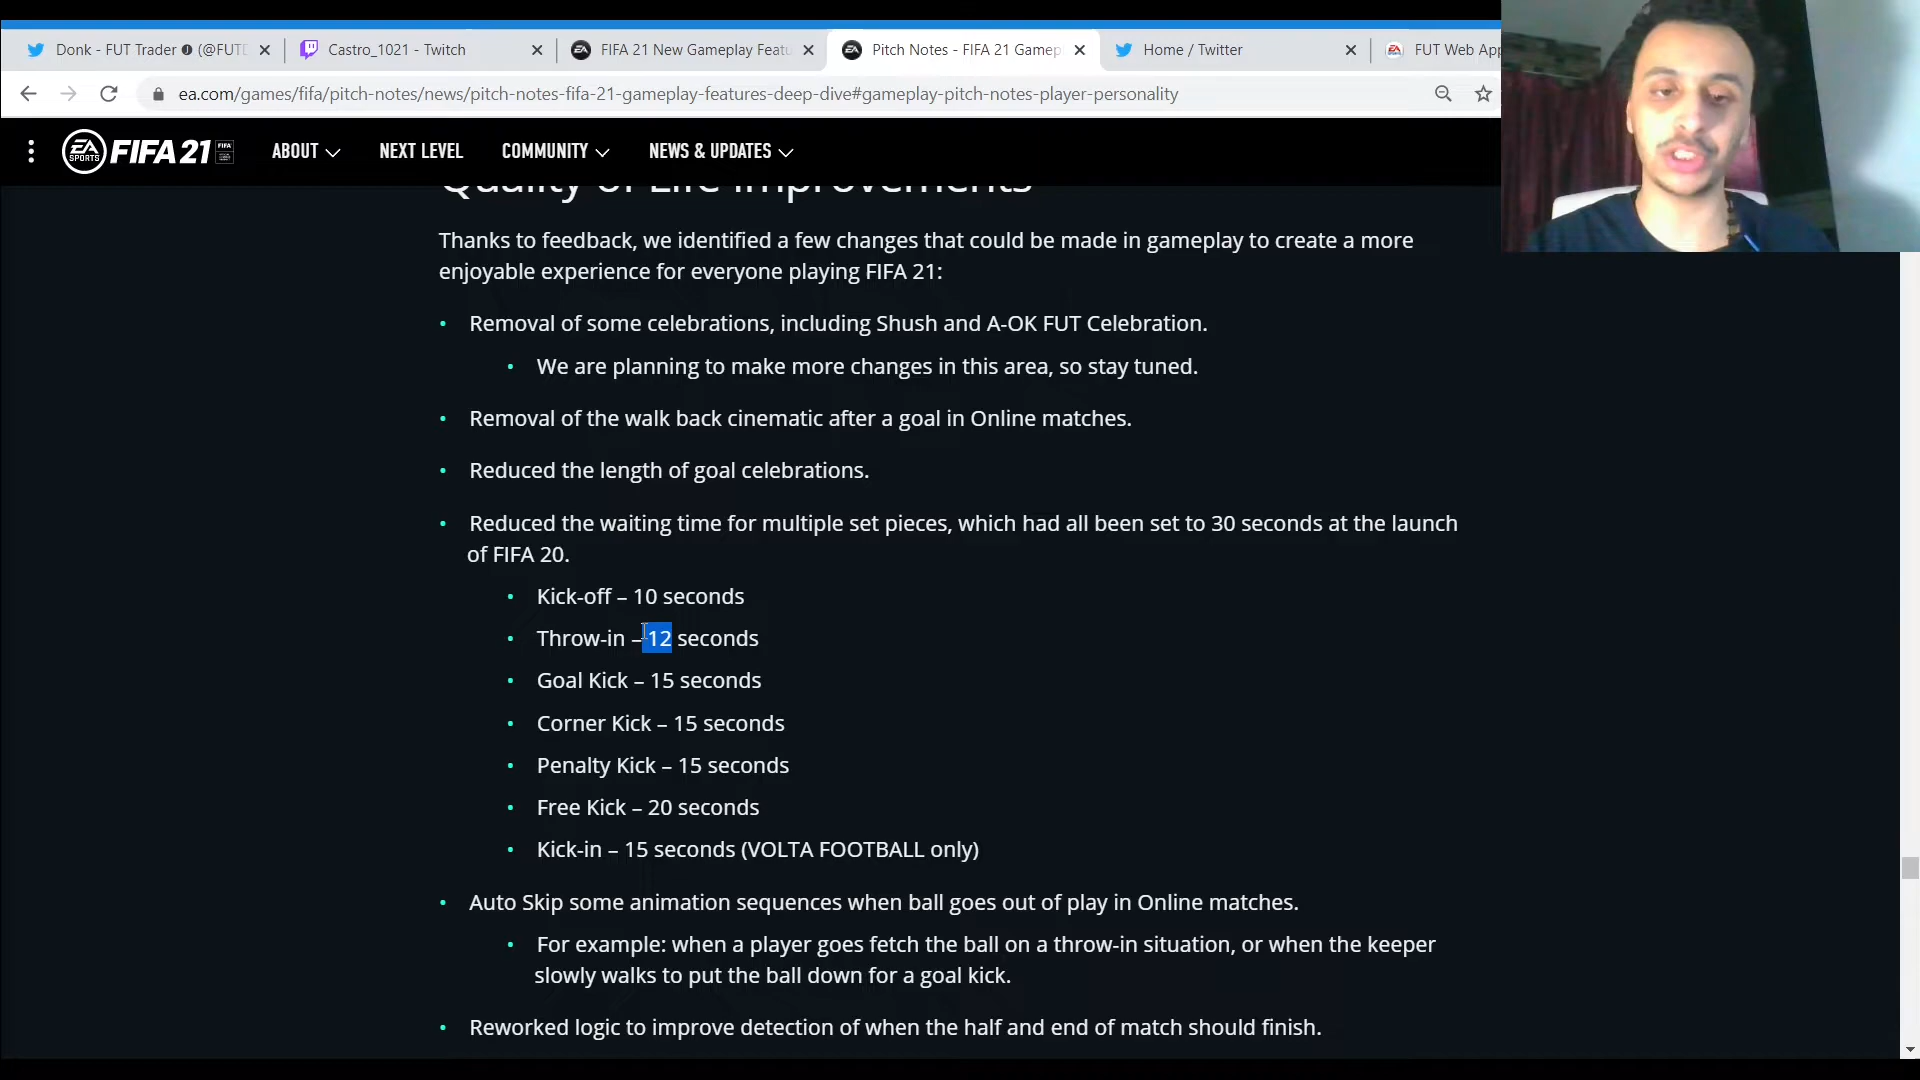 Donk - FUT Trader
(@FUTD
Castro_1021 - Twitch
FIFA 21 New Gameplay Featu
Pitch Notes - FIFA 21 Gamep
Home / Twitter
FUT Web App
ea.com/games/fifa/pitch-notes/news/pitch-notes-fifa-21-gameplay-features-deep-dive#gameplay-pitch-notes-player-personality
EA SPORTS FIFA 21
ABOUT
NEXT LEVEL
COMMUNITY
NEWS & UPDATES
Quality of Life Improvements
Thanks to feedback, we identified a few changes that could be made in gameplay to create a more
enjoyable experience for everyone playing FIFA 21:
• Removal of some celebrations, including Shush and A-OK FUT Celebration.
• We are planning to make more changes in this area, so stay tuned.
• Removal of the walk back cinematic after a goal in Online matches.
• Reduced the length of goal celebrations.
• Reduced the waiting time for multiple set pieces, which had all been set to 30 seconds at the launch
of FIFA 20.
• Kick-off – 10 seconds
• Throw-in – 12 seconds
• Goal Kick – 15 seconds
• Corner Kick – 15 seconds
• Penalty Kick – 15 seconds
• Free Kick – 20 seconds
• Kick-in – 15 seconds (VOLTA FOOTBALL only)
• Auto Skip some animation sequences when ball goes out of play in Online matches.
• For example: when a player goes fetch the ball on a throw-in situation, or when the keeper
slowly walks to put the ball down for a goal kick.
• Reworked logic to improve detection of when the half and end of match should finish.